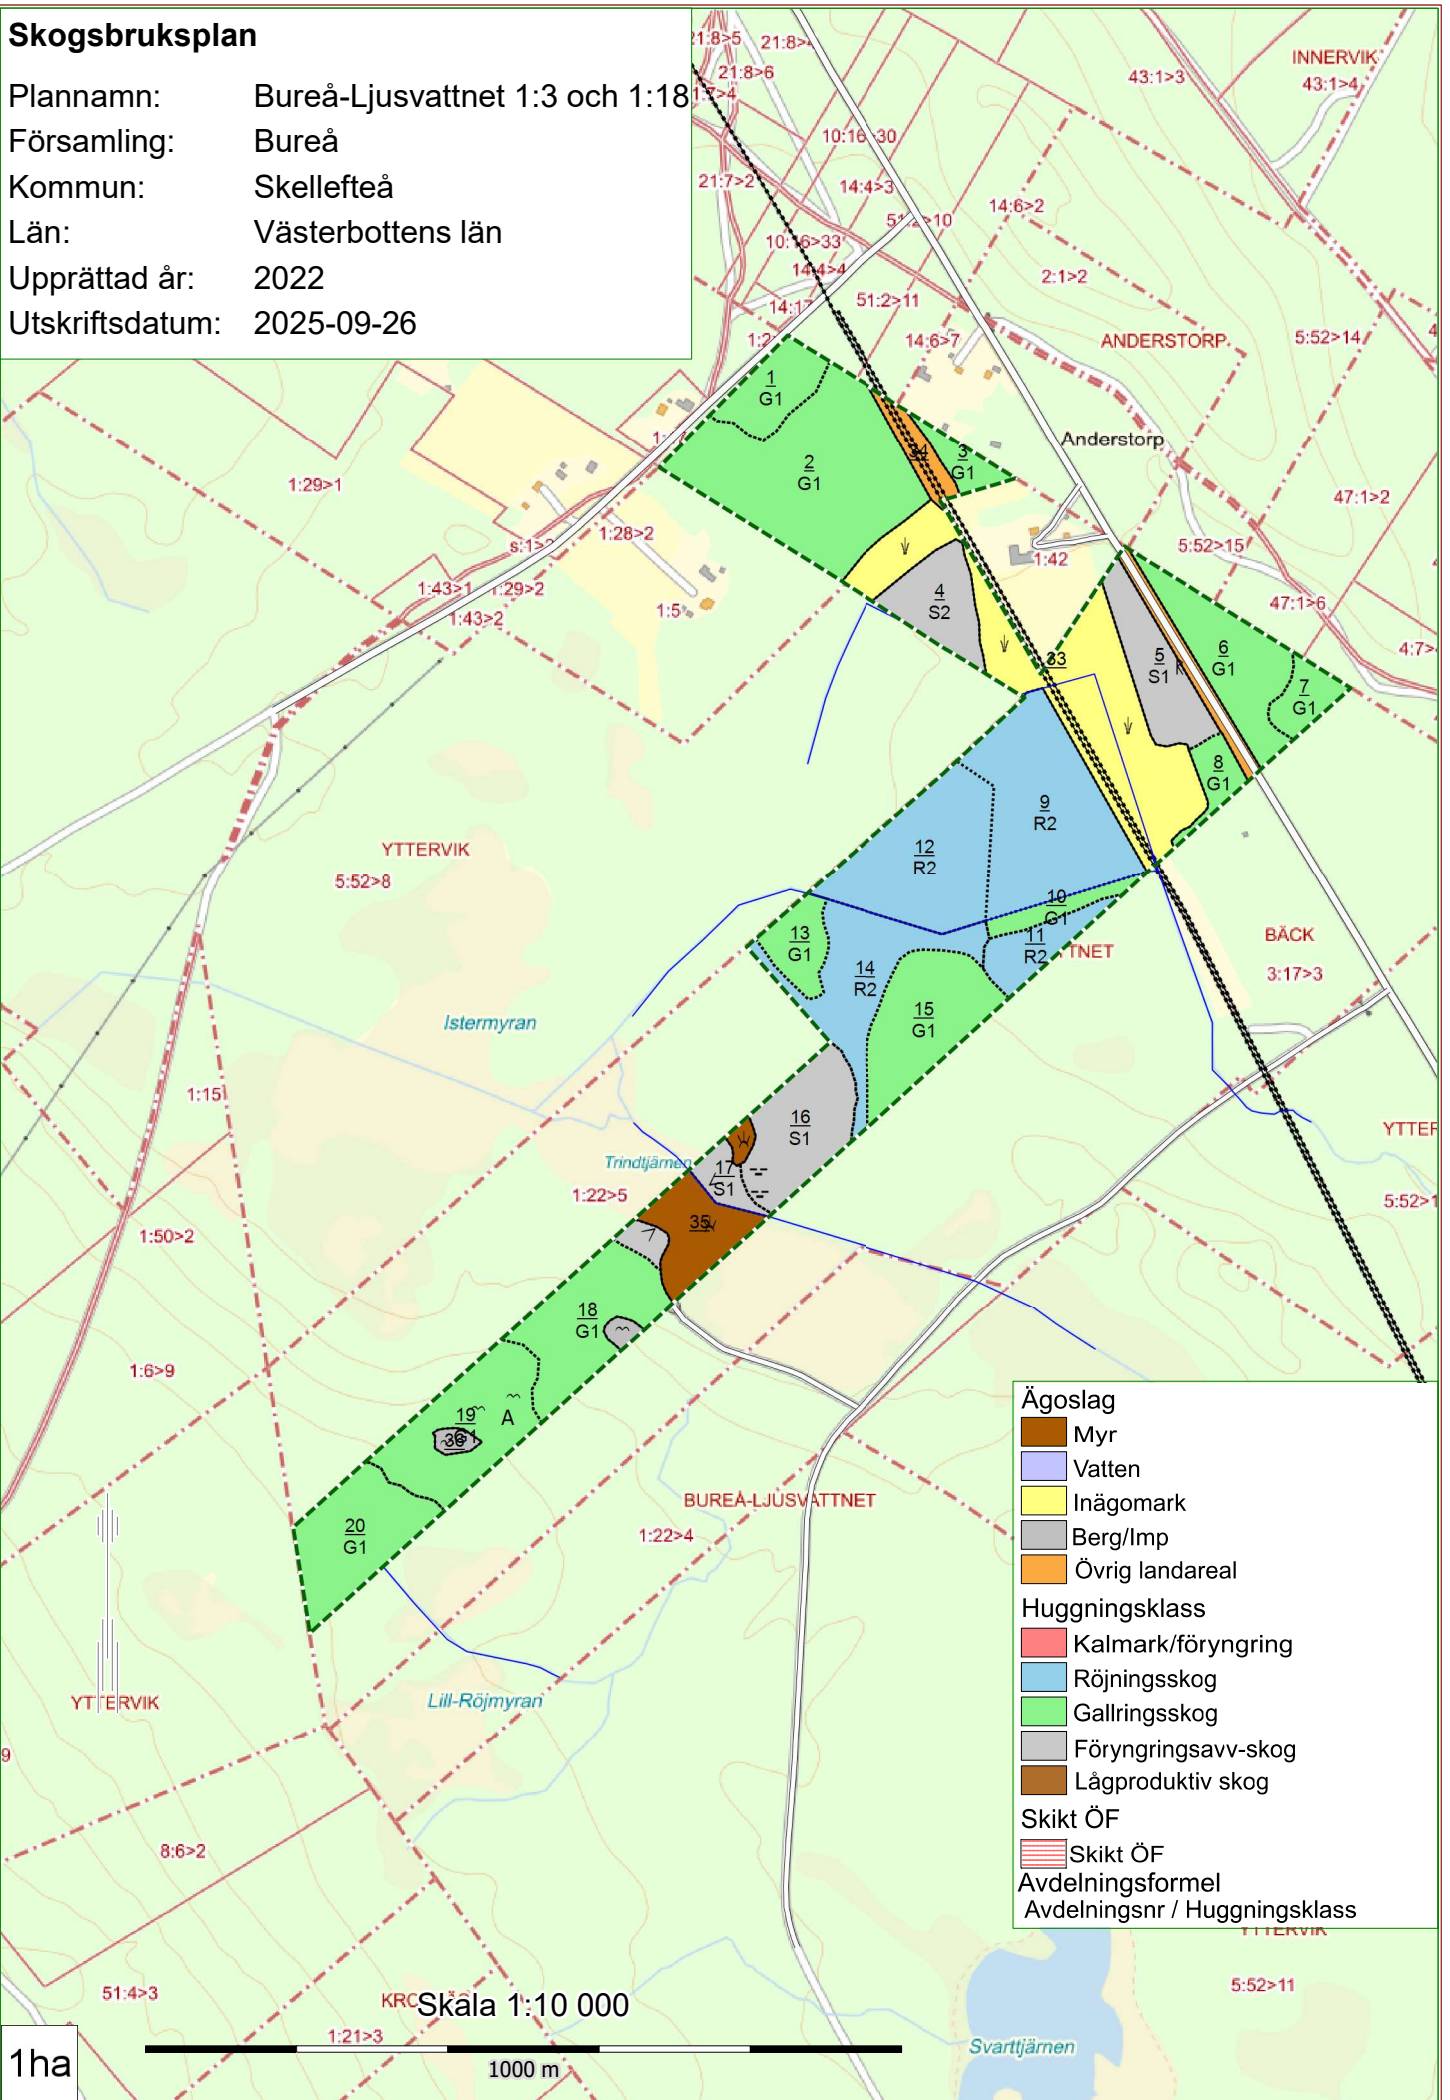 Skogsbruksplan
Plannamn: Bureå-Ljusvattnet 1:3 och 1:18
Församling: Bureå
Kommun: Skellefteå
Län: Västerbottens län
Upprättad år: 2022
Utskriftsdatum: 2025-09-26
21:8>6
INNERVIK
43:1>3
43:1>4
10:16>30
21:7>2
14:4>3
51:2>10
14:6>2
10:16>33
14:4>4
2:1>2
51:2>11
14:6>7
ANDERSTORP
5:52>14
1
G1
2
G1
34
3
G1
Anderstorp
1:29>1
47:1>2
1:28>2
5:52>15
1:42
1:43>1
1:29>2
1:43>2
1:5
4
S2
47:1>6
33
5
S1
6
G1
7
G1
8
G1
9
R2
YTTERVIK
5:52>8
12
R2
10
G1
13
G1
11
R2
TNET
BÄCK
3:17>3
14
R2
15
G1
Istermyran
1:15
16
S1
Trindtjärnen
17
S1
1:22>5
35
1:50>2
18
G1
1:6>9
19
G1
A
20
G1
BUREÅ-LJUSVATTNET
1:22>4
YTTERVIK
Lill-Röjmyran
8:6>2
51:4>3
1:21>3
Ägoslag
Myr
Vatten
Inägomark
Berg/Imp
Övrig landareal
Huggningsklass
Kalmark/föryngring
Röjningsskog
Gallringsskog
Föryngringsavv-skog
Lågproduktiv skog
Skikt ÖF
Skikt ÖF
Avdelningsformel
Avdelningsnr / Huggningsklass
YTTERVIK
5:52>11
Svarttjärnen
Skala 1:10 000
1000 m
1ha